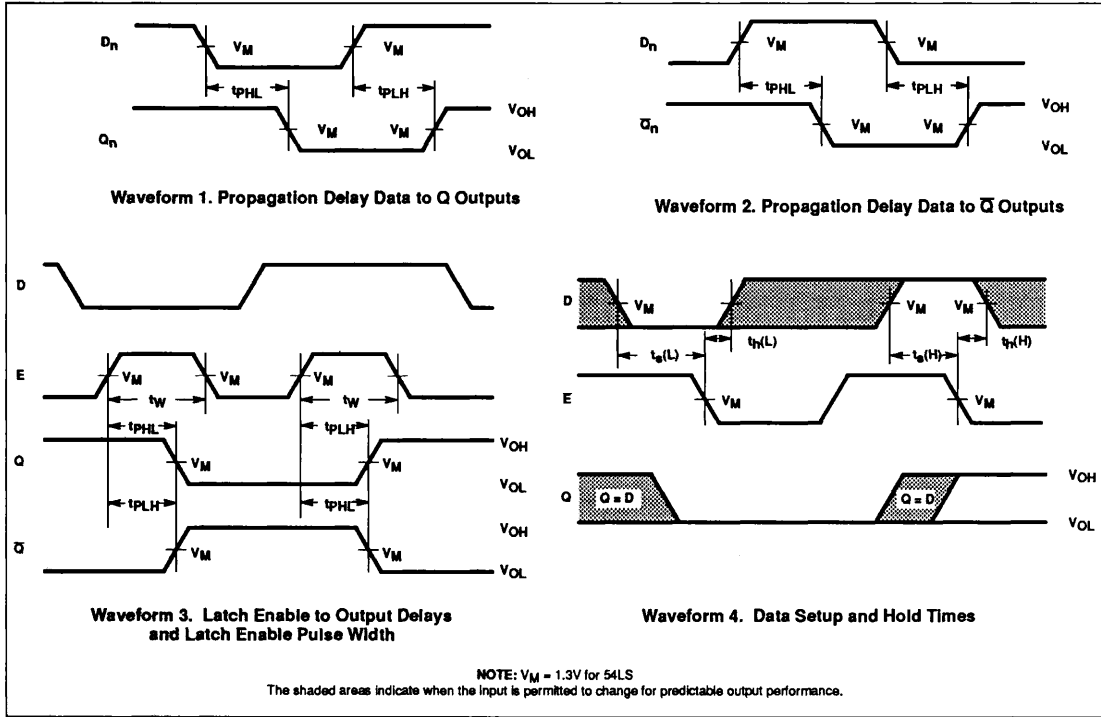 Dn VM VM
tPHL tPLH
Qn VM VM VOH
VOL
Waveform 1. Propagation Delay Data to Q Outputs
Dn VM VM
tPHL tPLH
Q̅n VM VM VOH
VOL
Waveform 2. Propagation Delay Data to Q̅ Outputs
D
E VM VM VM
tW tW
tPHL tPLH
Q VM VM VOH
VOL
tPLH tPHL
Q̅ VM VM VOH
VOL
Waveform 3. Latch Enable to Output Delays
and Latch Enable Pulse Width
D VM VM
ts(L) th(L) ts(H) th(H)
E VM VM
Q Q = D Q = D VOH
VOL
Waveform 4. Data Setup and Hold Times
NOTE: VM = 1.3V for 54LS
The shaded areas indicate when the input is permitted to change for predictable output performance.